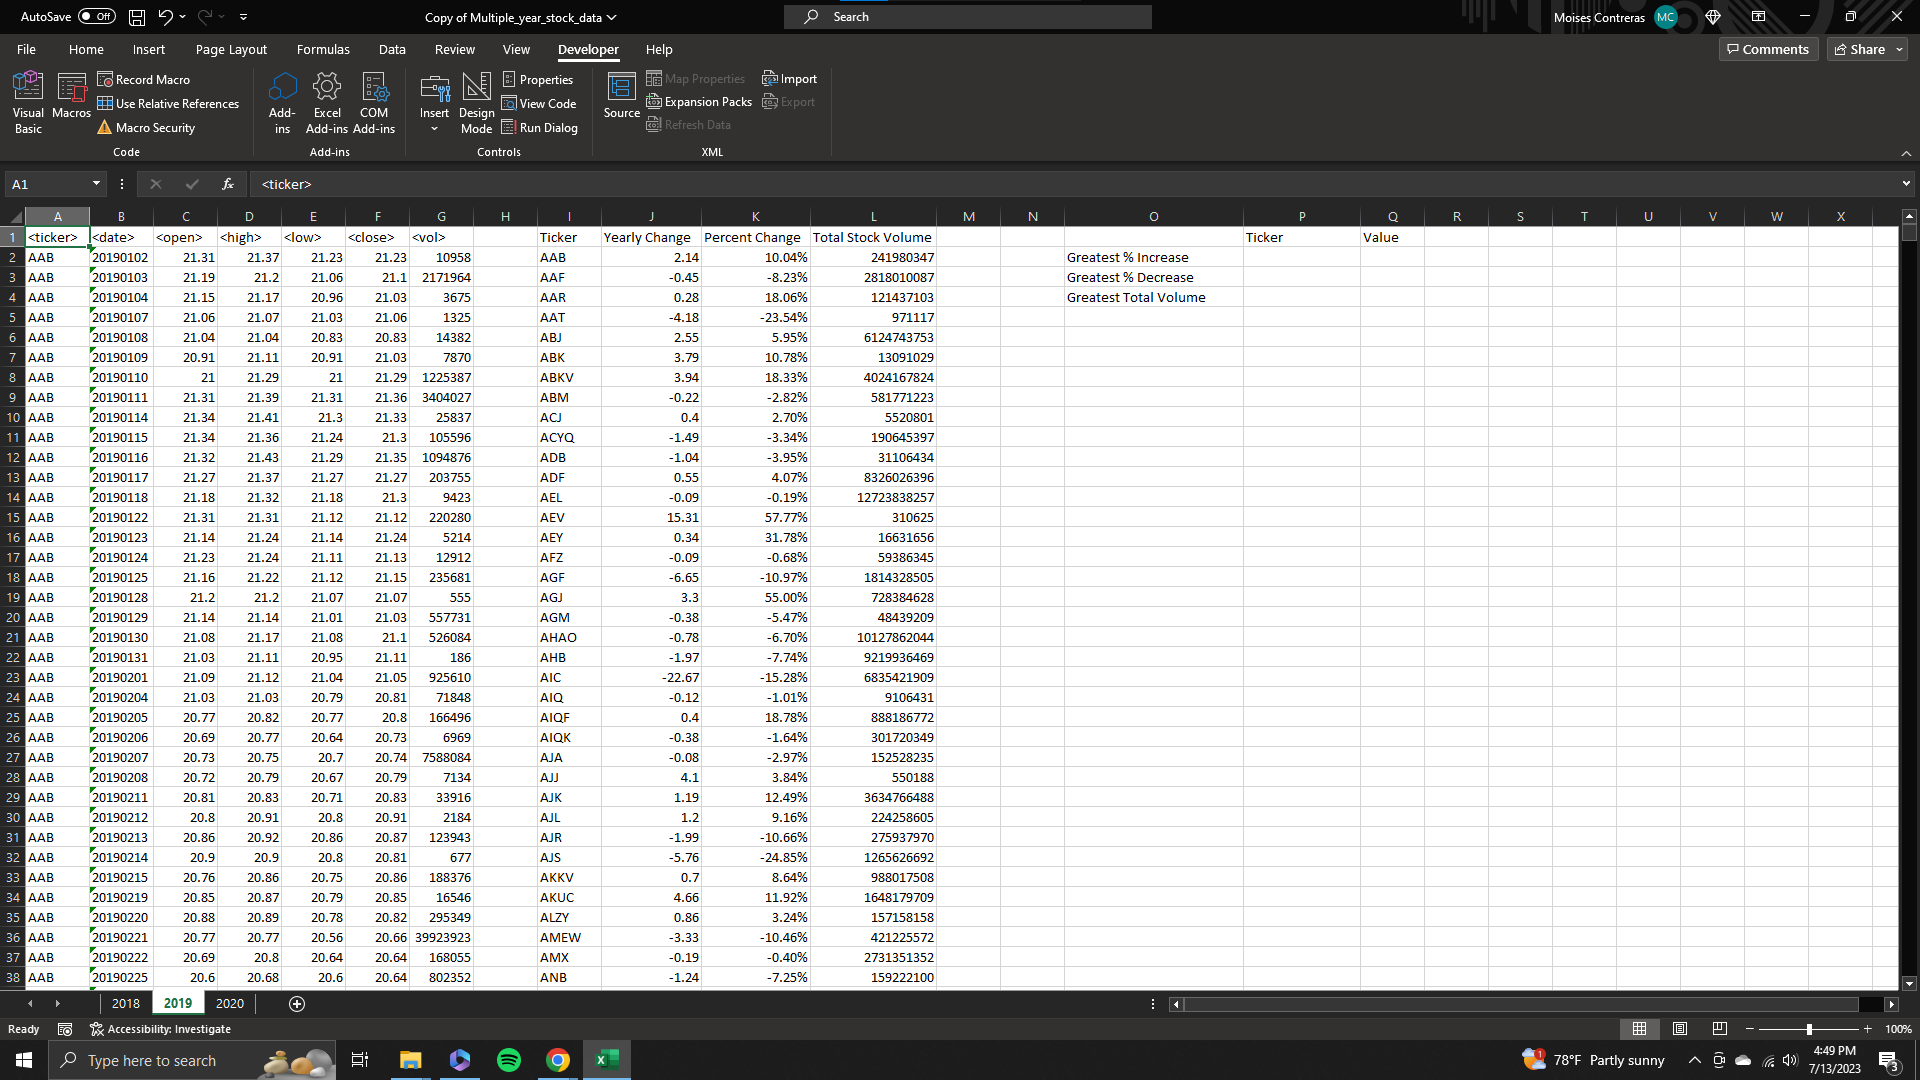 AutoSave Off Copy of Multiple_year_stock_data Search Moises Contreras MC
File Home Insert Page Layout Formulas Data Review View Developer Help Comments Share
Visual Basic Macros Record Macro Use Relative References Macro Security Code
Add-ins Excel Add-ins COM Add-ins Add-ins
Insert Design Mode Properties View Code Run Dialog Controls
Source Map Properties Expansion Packs Refresh Data Import Export XML
A1 fx <ticker>
A B C D E F G H I J K L M N O P Q R S T U V W X
1 <ticker> <date> <open> <high> <low> <close> <vol> Ticker Yearly Change Percent Change Total Stock Volume Ticker Value
2 AAB 20190102 21.31 21.37 21.23 21.23 10958 AAB 2.14 10.04% 241980347 Greatest % Increase
3 AAB 20190103 21.19 21.2 21.06 21.1 2171964 AAF -0.45 -8.23% 2818010087 Greatest % Decrease
4 AAB 20190104 21.15 21.17 20.96 21.03 3675 AAR 0.28 18.06% 121437103 Greatest Total Volume
5 AAB 20190107 21.06 21.07 21.03 21.06 1325 AAT -4.18 -23.54% 971117
6 AAB 20190108 21.04 21.04 20.83 20.83 14382 ABJ 2.55 5.95% 6124743753
7 AAB 20190109 20.91 21.11 20.91 21.03 7870 ABK 3.79 10.78% 13091029
8 AAB 20190110 21 21.29 21 21.29 1225387 ABKV 3.94 18.33% 4024167824
9 AAB 20190111 21.31 21.39 21.31 21.36 3404027 ABM -0.22 -2.82% 581771223
10 AAB 20190114 21.34 21.41 21.3 21.33 25837 ACJ 0.4 2.70% 5520801
11 AAB 20190115 21.34 21.36 21.24 21.3 105596 ACYQ -1.49 -3.34% 190645397
12 AAB 20190116 21.32 21.43 21.29 21.35 1094876 ADB -1.04 -3.95% 31106434
13 AAB 20190117 21.27 21.37 21.27 21.27 203755 ADF 0.55 4.07% 8326026396
14 AAB 20190118 21.18 21.32 21.18 21.3 9423 AEL -0.09 -0.19% 12723838257
15 AAB 20190122 21.31 21.31 21.12 21.12 220280 AEV 15.31 57.77% 310625
16 AAB 20190123 21.14 21.24 21.14 21.24 5214 AEY 0.34 31.78% 16631656
17 AAB 20190124 21.23 21.24 21.11 21.13 12912 AFZ -0.09 -0.68% 59386345
18 AAB 20190125 21.16 21.22 21.12 21.15 235681 AGF -6.65 -10.97% 1814328505
19 AAB 20190128 21.2 21.2 21.07 21.07 555 AGJ 3.3 55.00% 728384628
20 AAB 20190129 21.14 21.14 21.01 21.03 557731 AGM -0.38 -5.47% 48439209
21 AAB 20190130 21.08 21.17 21.08 21.1 526084 AHAO -0.78 -6.70% 10127862044
22 AAB 20190131 21.03 21.11 20.95 21.11 186 AHB -1.97 -7.74% 9219936469
23 AAB 20190201 21.09 21.12 21.04 21.05 925610 AIC -22.67 -15.28% 6835421909
24 AAB 20190204 21.03 21.03 20.79 20.81 71848 AIQ -0.12 -1.01% 9106431
25 AAB 20190205 20.77 20.82 20.77 20.8 166496 AIQF 0.4 18.78% 888186772
26 AAB 20190206 20.69 20.77 20.64 20.73 6969 AIQK -0.38 -1.64% 301720349
27 AAB 20190207 20.73 20.75 20.7 20.74 7588084 AJA -0.08 -2.97% 152528235
28 AAB 20190208 20.72 20.79 20.67 20.79 7134 AJJ 4.1 3.84% 550188
29 AAB 20190211 20.81 20.83 20.71 20.83 33916 AJK 1.19 12.49% 3634766488
30 AAB 20190212 20.8 20.91 20.8 20.91 2184 AJL 1.2 9.16% 224258605
31 AAB 20190213 20.86 20.92 20.86 20.87 123943 AJR -1.99 -10.66% 275937970
32 AAB 20190214 20.9 20.9 20.8 20.81 677 AJS -5.76 -24.85% 1265626692
33 AAB 20190215 20.76 20.86 20.75 20.86 188376 AKKV 0.7 8.64% 988017508
34 AAB 20190219 20.85 20.87 20.79 20.85 16546 AKUC 4.66 11.92% 1648179709
35 AAB 20190220 20.88 20.89 20.78 20.82 295349 ALZY 0.86 3.24% 157158158
36 AAB 20190221 20.77 20.77 20.56 20.66 39923923 AMEW -3.33 -10.46% 421225572
37 AAB 20190222 20.69 20.8 20.64 20.64 168055 AMX -0.19 -0.40% 2731351352
38 AAB 20190225 20.6 20.68 20.6 20.64 802352 ANB -1.24 -7.25% 159222100
2018 2019 2020
Ready Accessibility: Investigate 100%
Type here to search 1 78°F Partly sunny 4:49 PM
7/13/2023 3